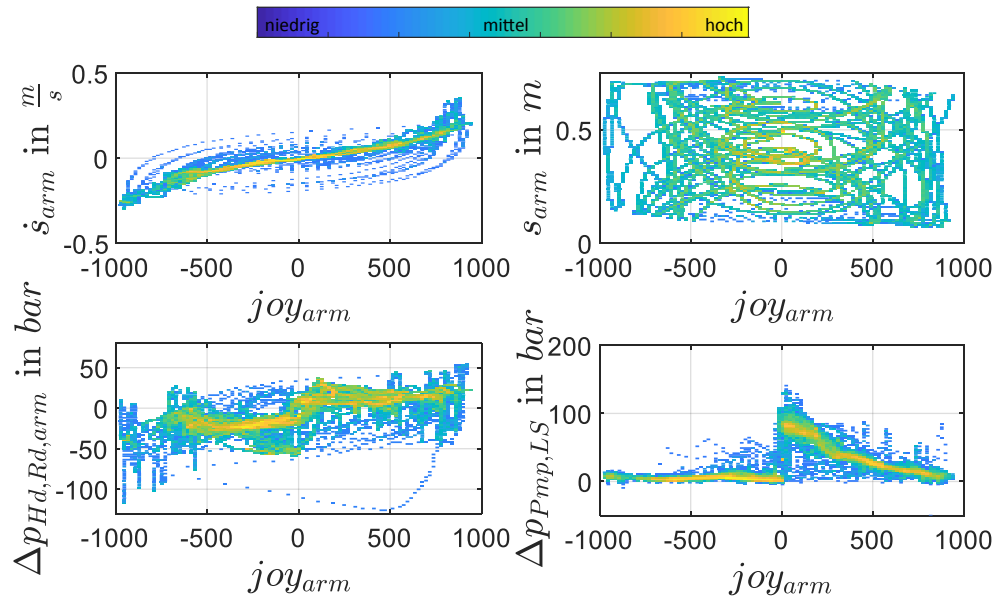 niedrig mittel hoch
ṡ_arm in m/s
0.5
0
-0.5
-1000 -500 0 500 1000
joy_arm
s_arm in m
0.5
0
-1000 -500 0 500 1000
joy_arm
Δp_Hd,Rd,arm in bar
50
0
-50
-100
-1000 -500 0 500 1000
joy_arm
Δp_Pmp,LS in bar
200
100
0
-1000 -500 0 500 1000
joy_arm